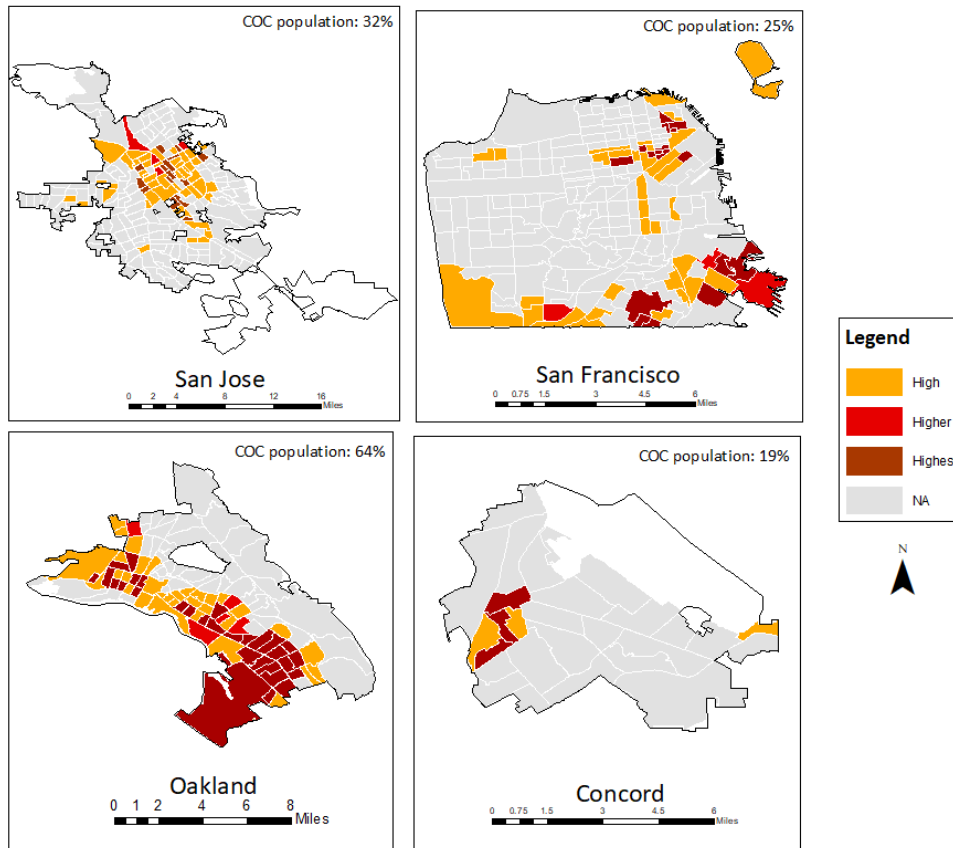 COC population: 32%
San Jose
0 2 4 8 12 16
Miles
COC population: 25%
San Francisco
0 0.75 1.5 3 4.5 6
Miles
COC population: 64%
Oakland
0 1 2 4 6 8
Miles
COC population: 19%
Concord
0 0.75 1.5 3 4.5 6
Miles
Legend
High
Higher
Highes
NA
N